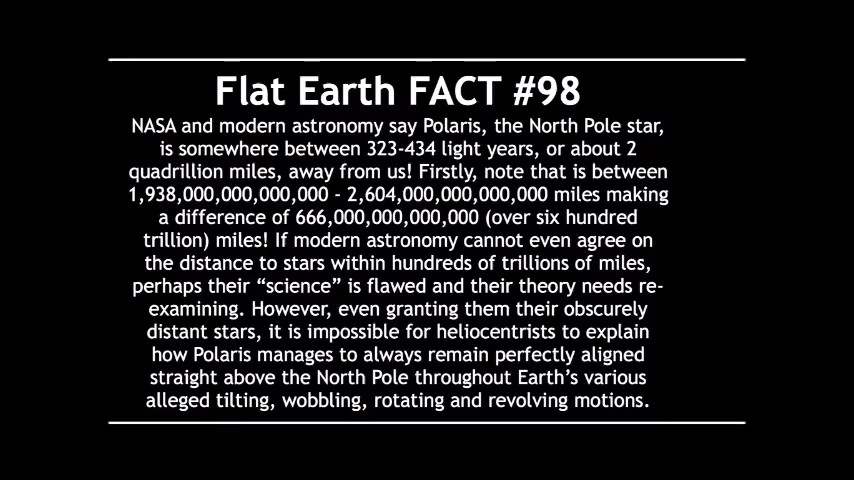 Flat Earth FACT #98
NASA and modern astronomy say Polaris, the North Pole star,
is somewhere between 323-434 light years, or about 2
quadrillion miles, away from us! Firstly, note that is between
1,938,000,000,000,000 - 2,604,000,000,000,000 miles making
a difference of 666,000,000,000,000 (over six hundred
trillion) miles! If modern astronomy cannot even agree on
the distance to stars within hundreds of trillions of miles,
perhaps their “science” is flawed and their theory needs re-
examining. However, even granting them their obscurely
distant stars, it is impossible for heliocentrists to explain
how Polaris manages to always remain perfectly aligned
straight above the North Pole throughout Earth’s various
alleged tilting, wobbling, rotating and revolving motions.